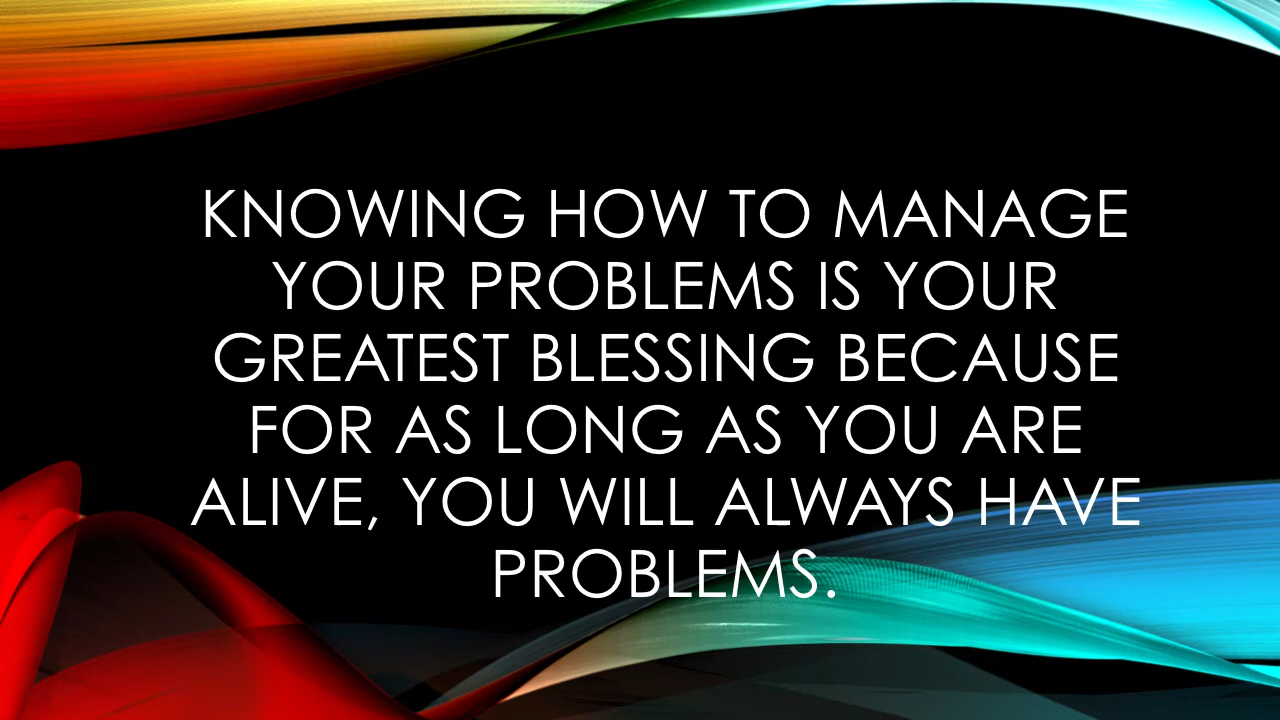 KNOWING HOW TO MANAGE
YOUR PROBLEMS IS YOUR
GREATEST BLESSING BECAUSE
FOR AS LONG AS YOU ARE
ALIVE, YOU WILL ALWAYS HAVE
PROBLEMS.